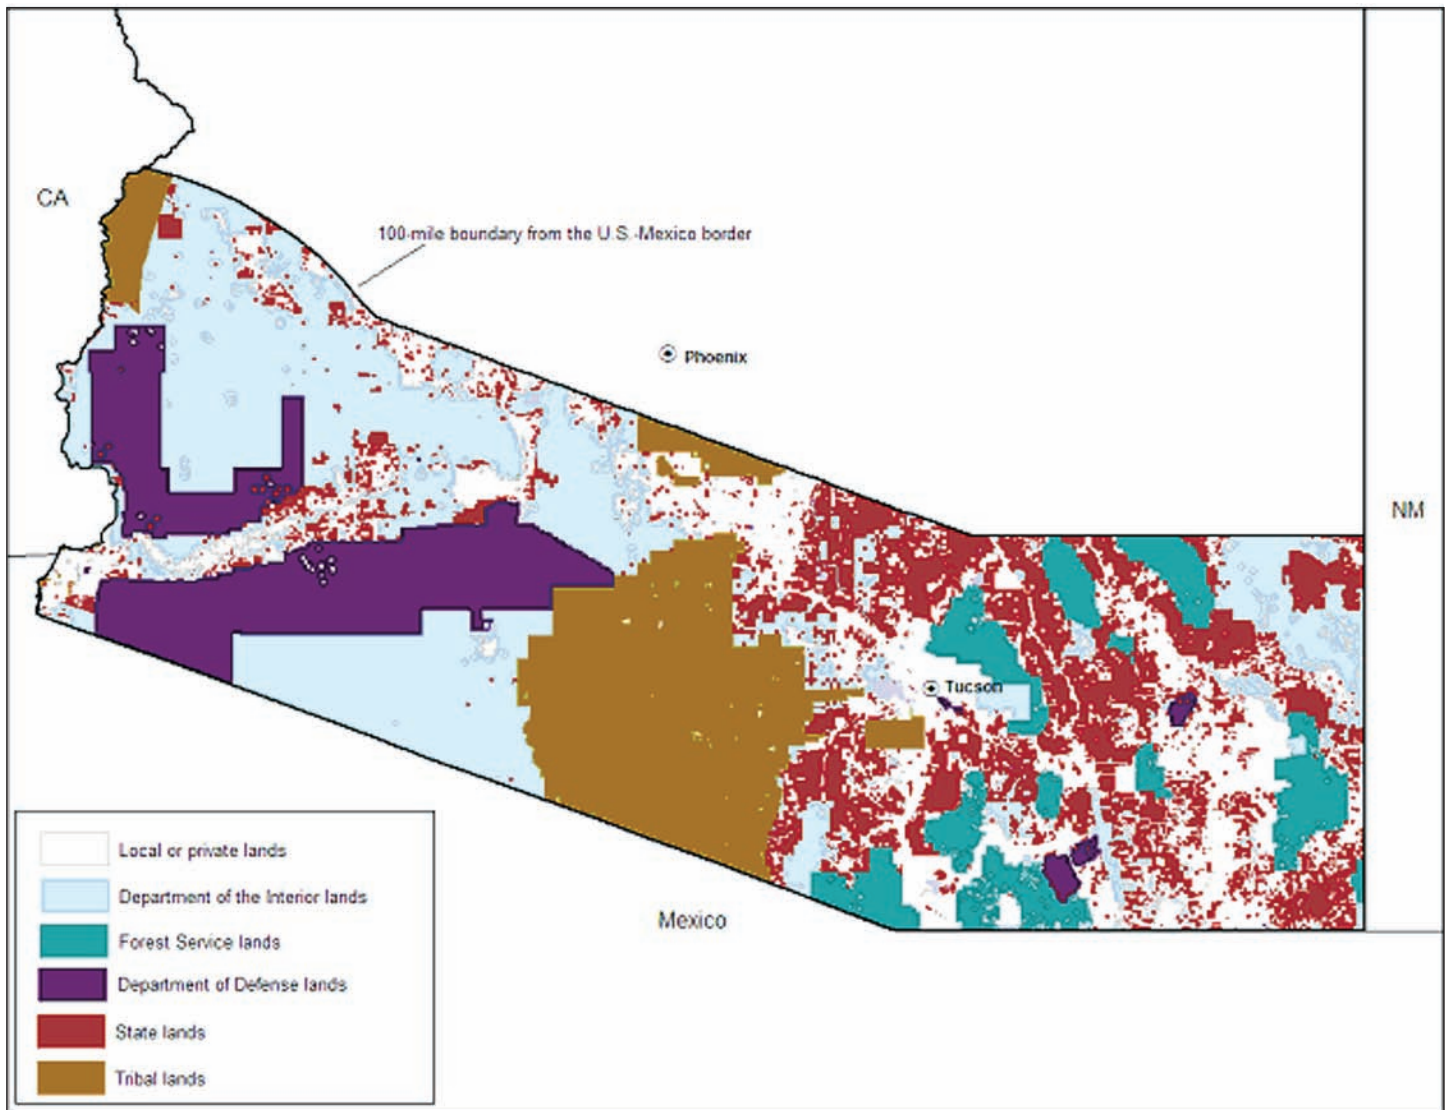 CA
100-mile boundary from the U.S.-Mexico border
Phoenix
NM
Tucson
Mexico
Local or private lands
Department of the Interior lands
Forest Service lands
Department of Defense lands
State lands
Tribal lands